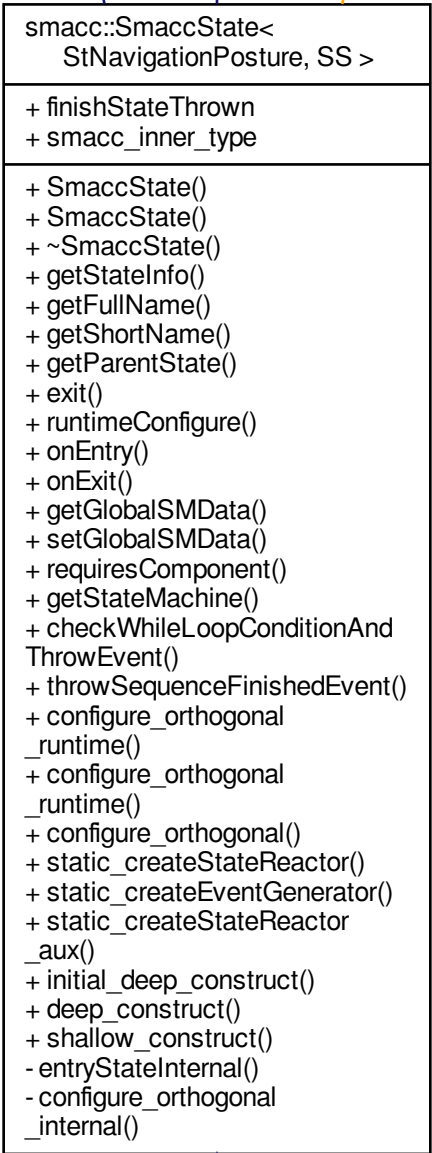 smacc::SmaccState<
StNavigationPosture, SS >
+ finishStateThrown
+ smacc_inner_type
+ SmaccState()
+ SmaccState()
+ ~SmaccState()
+ getStateInfo()
+ getFullName()
+ getShortName()
+ getParentState()
+ exit()
+ runtimeConfigure()
+ onEntry()
+ onExit()
+ getGlobalSMData()
+ setGlobalSMData()
+ requiresComponent()
+ getStateMachine()
+ checkWhileLoopConditionAnd
ThrowEvent()
+ throwSequenceFinishedEvent()
+ configure_orthogonal
_runtime()
+ configure_orthogonal
_runtime()
+ configure_orthogonal()
+ static_createStateReactor()
+ static_createEventGenerator()
+ static_createStateReactor
_aux()
+ initial_deep_construct()
+ deep_construct()
+ shallow_construct()
- entryStateInternal()
- configure_orthogonal
_internal()